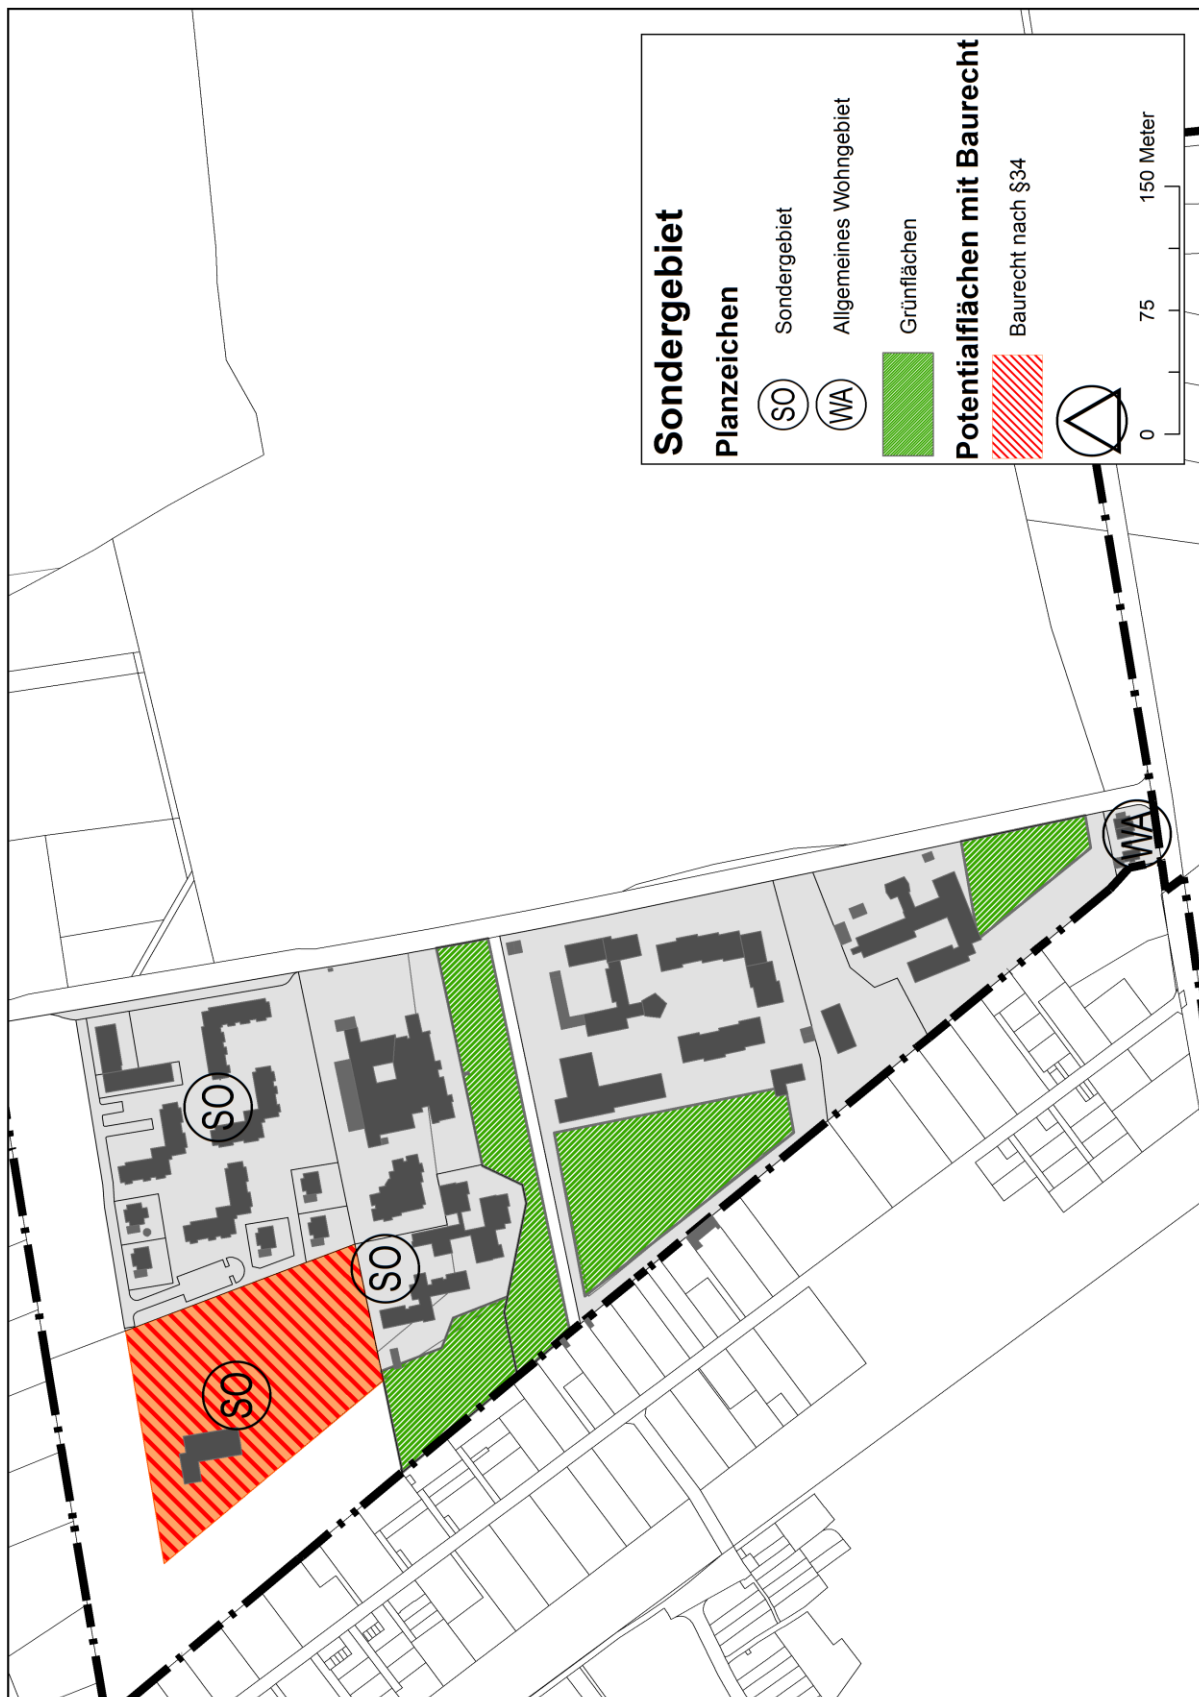 Sondergebiet
Planzeichen
SO Sondergebiet
WA Allgemeines Wohngebiet
Grünflächen
Potentialflächen mit Baurecht
Baurecht nach §34
0 75 150 Meter
SO
SO
SO
WA